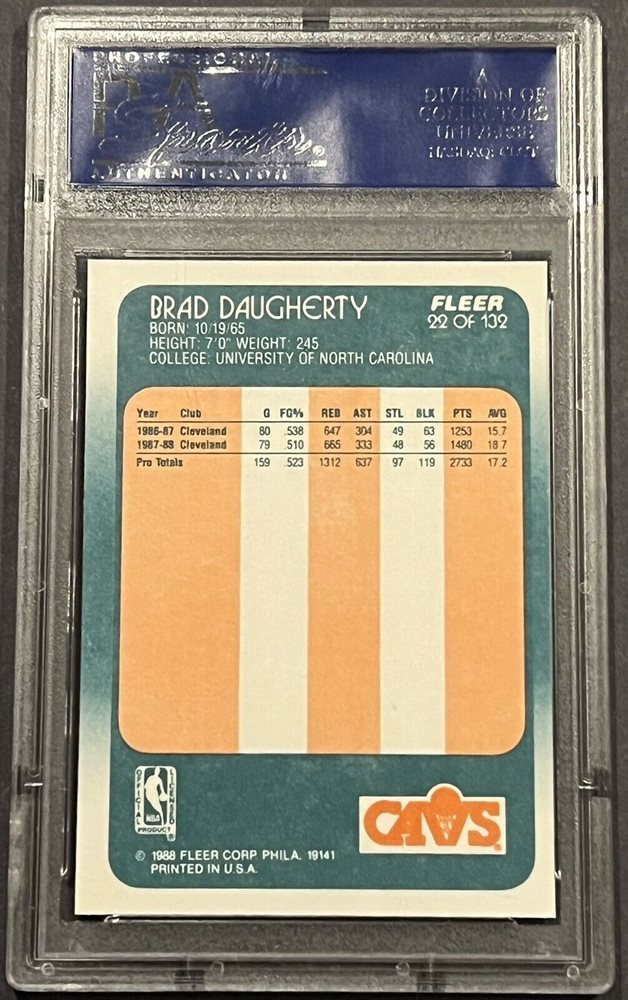 PROFESSIONAL
PSA
AUTHENTICATOR
A
DIVISION OF
COLLECTORS
UNIVERSE
NASDAQ: CLCT
BRAD DAUGHERTY
FLEER
22 OF 132
BORN: 10/19/65
HEIGHT: 7'0" WEIGHT: 245
COLLEGE: UNIVERSITY OF NORTH CAROLINA
Year Club G FG% REB AST STL BLK PTS AVG
1986-87 Cleveland 80 .538 647 304 49 63 1253 15.7
1987-88 Cleveland 79 .510 665 333 48 56 1480 18.7
Pro Totals 159 .523 1312 637 97 119 2733 17.2
OFFICIAL LICENSED
NBA
PRODUCT
CAVS
© 1988 FLEER CORP. PHILA. 19141
PRINTED IN U.S.A.